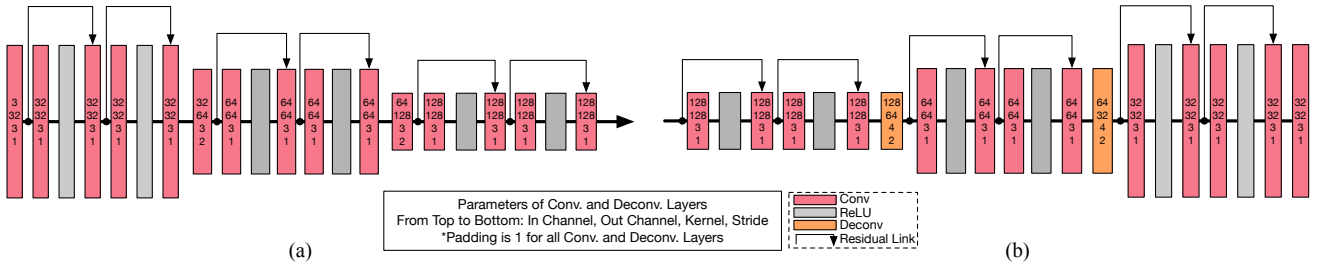 3 32 32 32 32 32 64 64 64 64 64 128 128 128 128 128 128 128 128 128 64 64 64 64 64 32 32 32 32 32
32 32 32 32 32 64 64 64 64 64 128 128 128 128 128 128 128 128 128 64 64 64 64 64 32 32 32 32 32 32
3 3 3 3 3 3 3 3 3 3 3 3 3 3 3 3 3 3 3 4 3 3 3 3 4 3 3 3 3 3
1 1 1 1 1 2 1 1 1 1 2 1 1 1 1 1 1 1 1 2 1 1 1 1 2 1 1 1 1 1
Parameters of Conv. and Deconv. Layers
From Top to Bottom: In Channel, Out Channel, Kernel, Stride
*Padding is 1 for all Conv. and Deconv. Layers
Conv
ReLU
Deconv
Residual Link
(a)
(b)